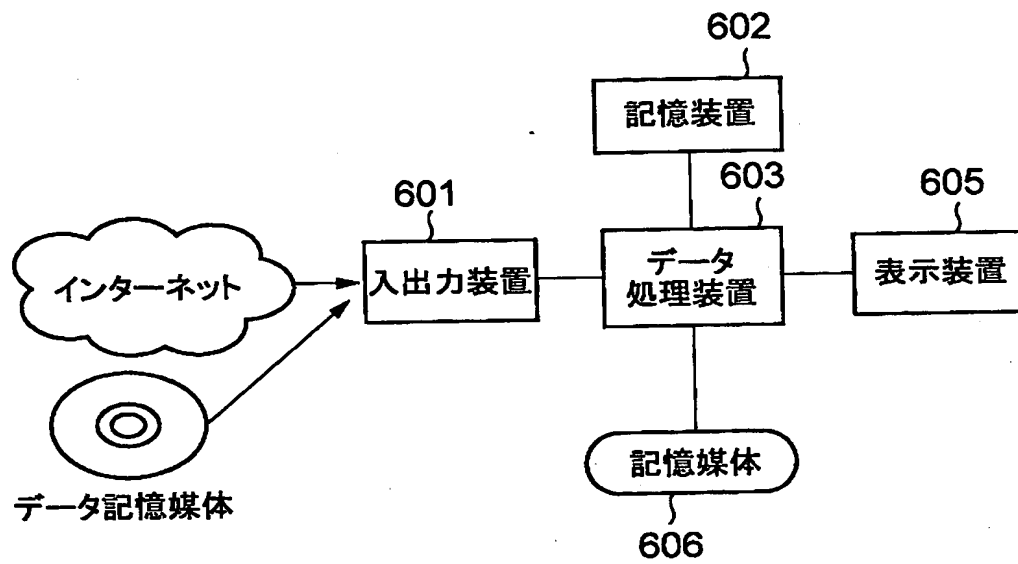 602
記憶装置
603
605
601
インターネット
入出力装置
データ
処理装置
表示装置
記憶媒体
データ記憶媒体
606